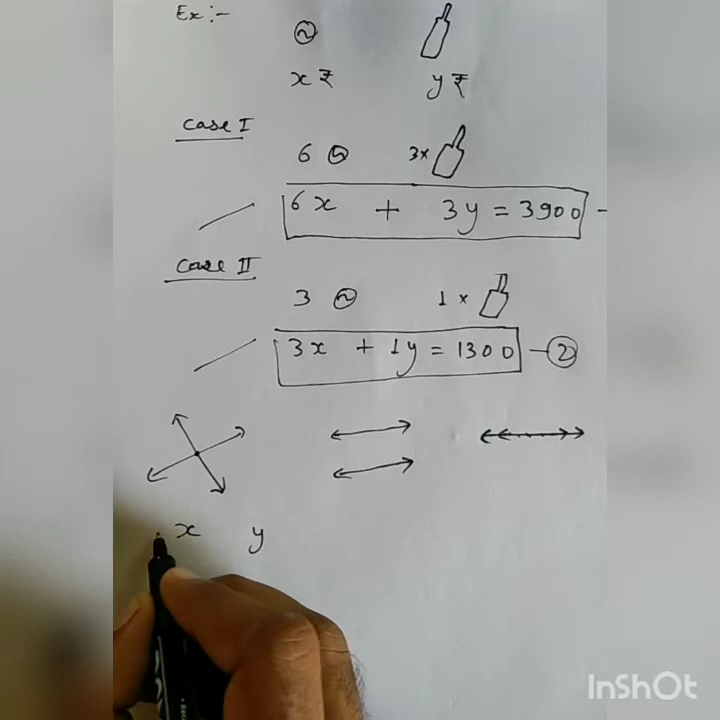 Ex:-
x ₹ y ₹
Case I
6 3×
6x + 3y = 3900 -
Case II
3 1 ×
3x + 1y = 1300 - ②
x y
InShOt